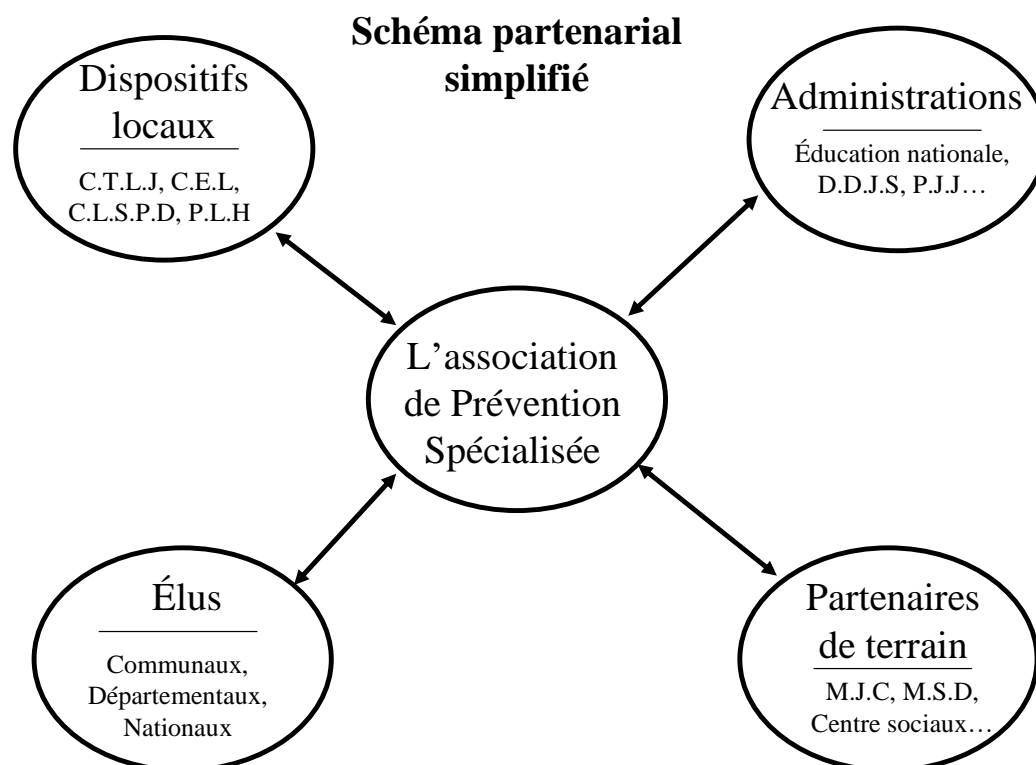 Schéma partenarial
simplifié
Dispositifs
locaux
C.T.L.J, C.E.L,
C.L.S.P.D, P.L.H
Administrations
Éducation nationale,
D.D.J.S, P.J.J…
L’association
de Prévention
Spécialisée
Élus
Communaux,
Départementaux,
Nationaux
Partenaires
de terrain
M.J.C, M.S.D,
Centre sociaux…